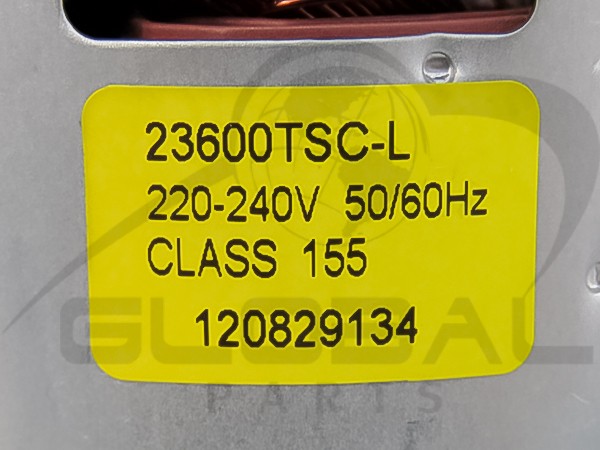 23600TSC-L
220-240V 50/60Hz
CLASS 155
120829134
GLOBAL
PARTS